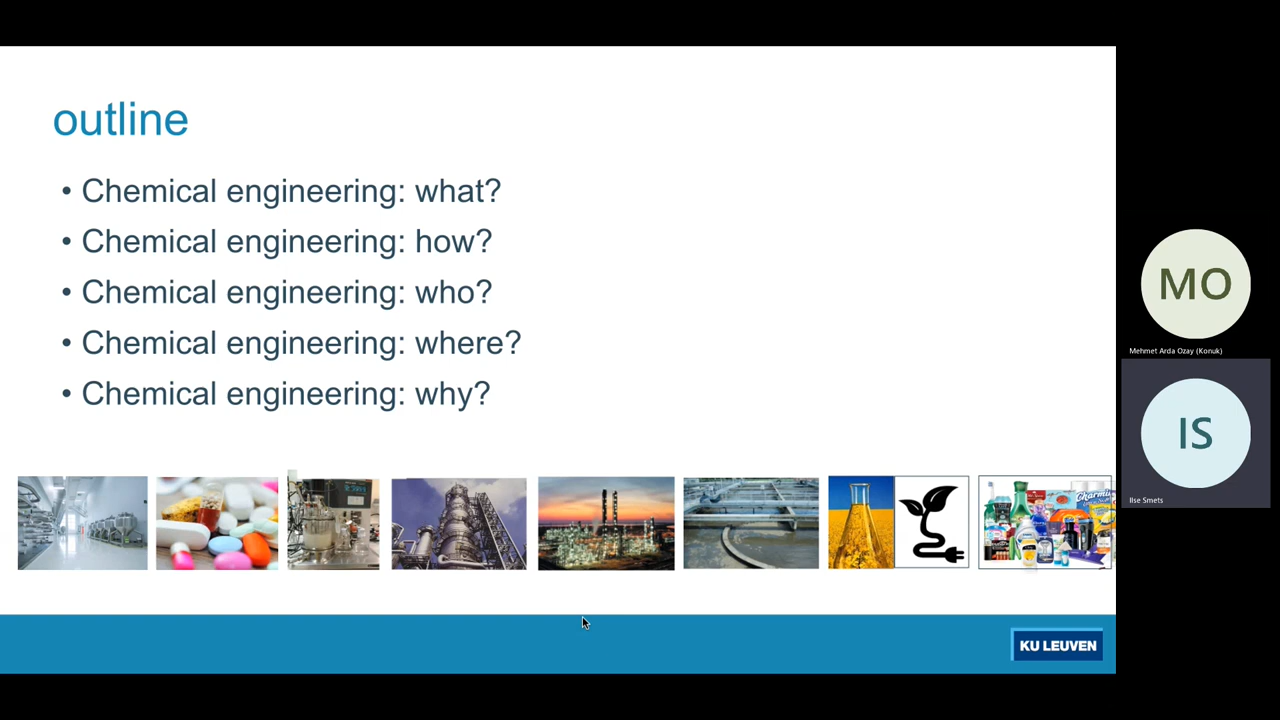 outline
• Chemical engineering: what?
• Chemical engineering: how?
• Chemical engineering: who?
• Chemical engineering: where?
• Chemical engineering: why?
Charmin
KU LEUVEN
MO
Mehmet Arda Ozay (Konuk)
IS
Ilse Smets